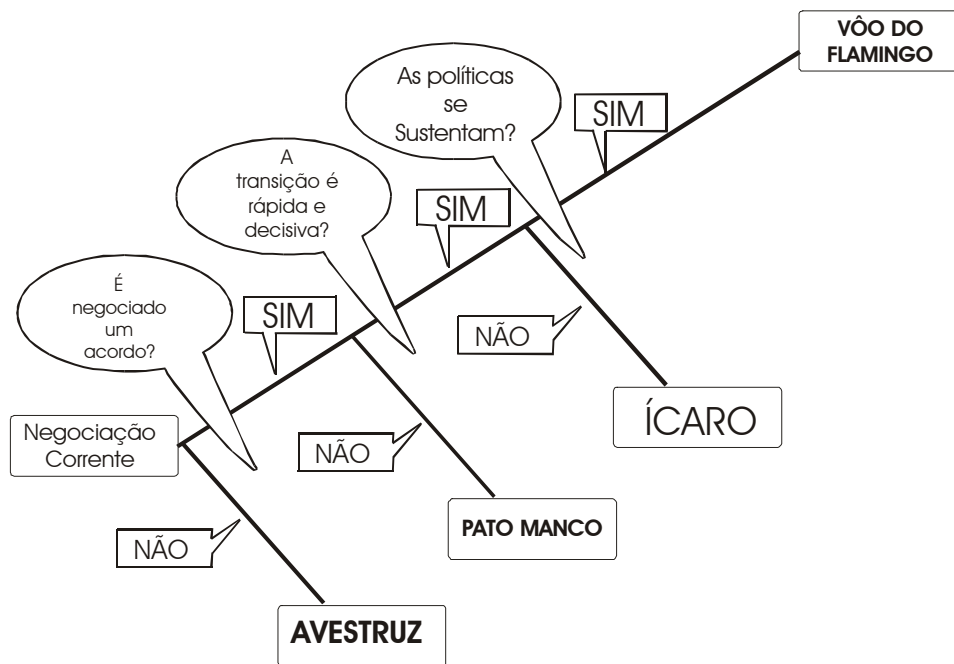 VÔO DO
FLAMINGO
As políticas
se
Sustentam?
SIM
A
transição é
rápida e
decisiva?
SIM
É
negociado
um
acordo?
SIM
NÃO
ÍCARO
Negociação
Corrente
NÃO
PATO MANCO
NÃO
AVESTRUZ